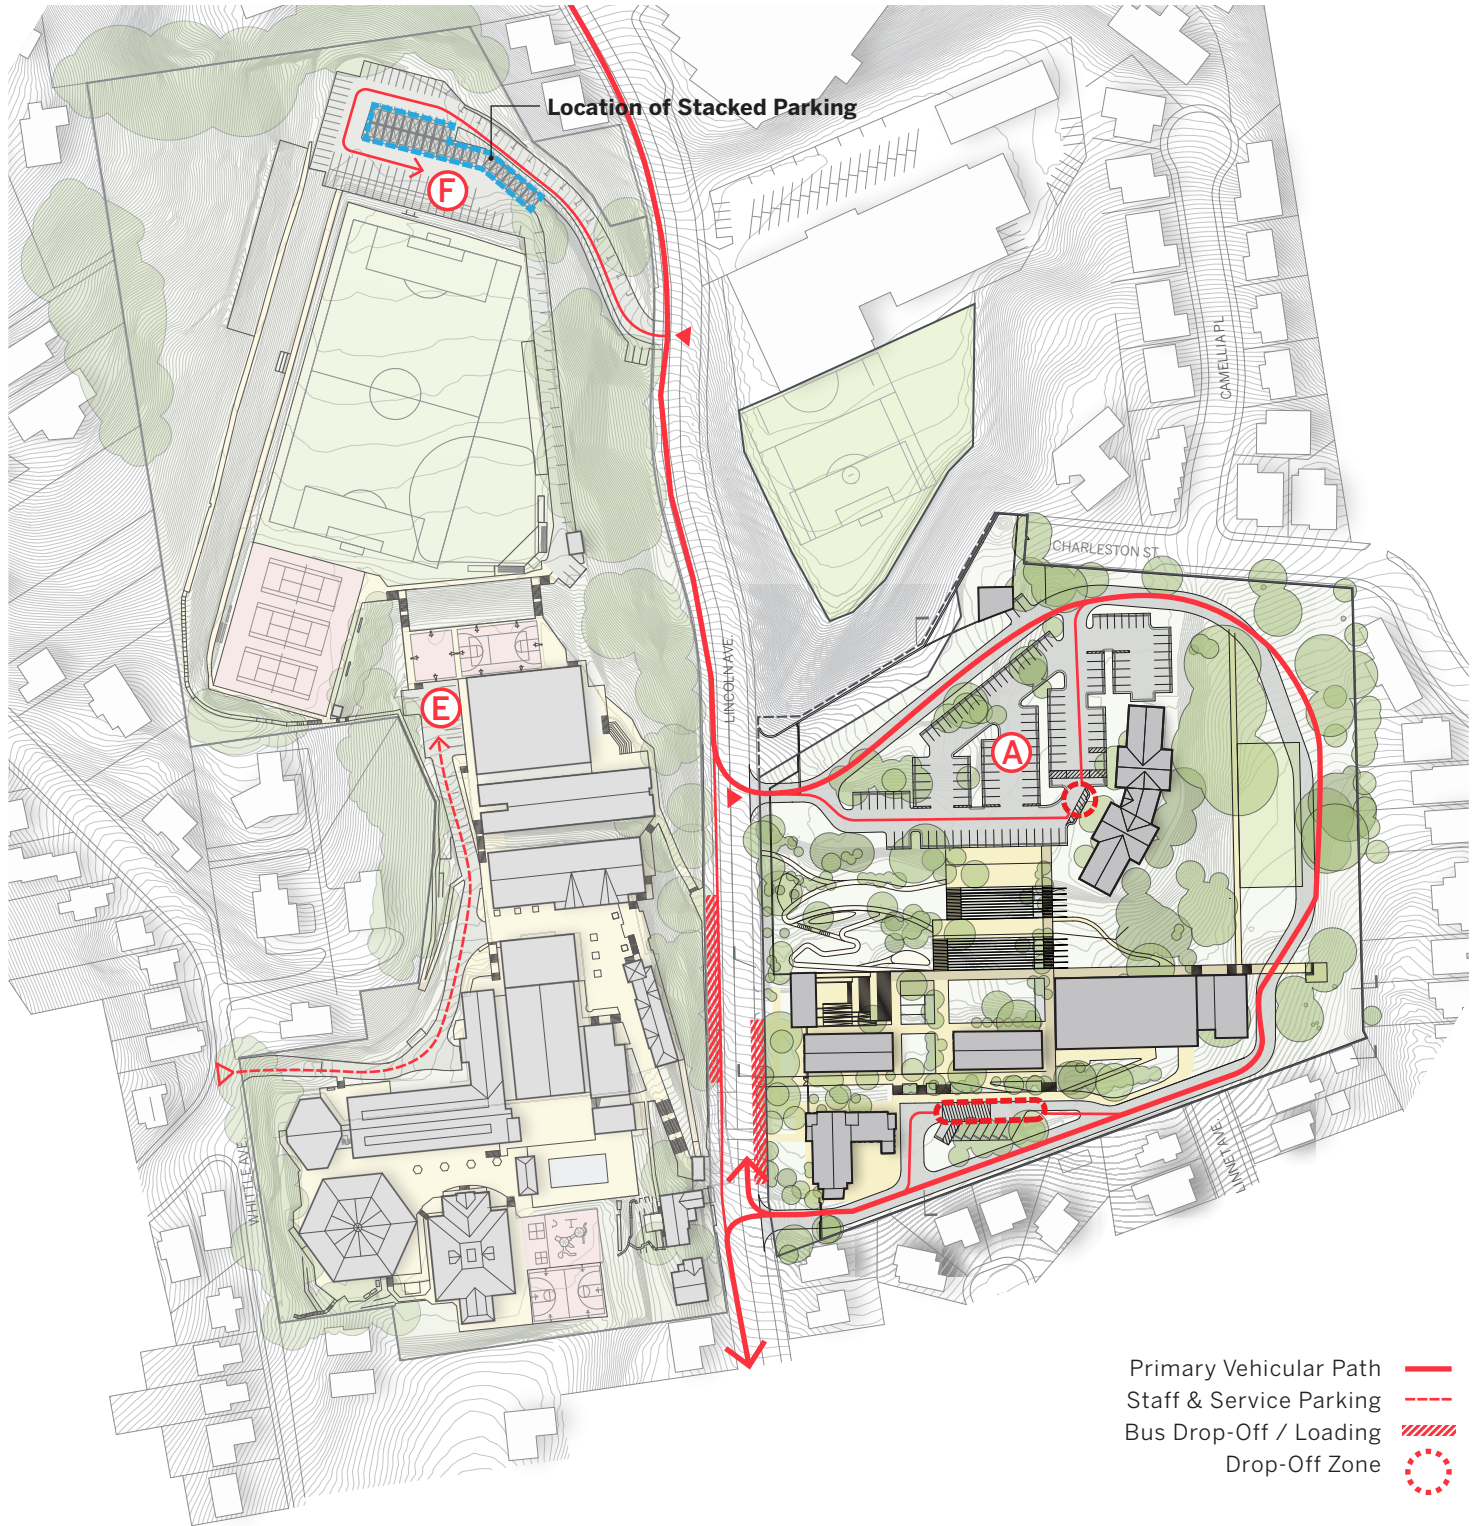 Location of Stacked Parking
F
CAMELLIA PL
CHARLESTON ST
LINCOLN AVE
E
A
WHITTLE AVE
LINNET AVE
Primary Vehicular Path
Staff & Service Parking
Bus Drop-Off / Loading
Drop-Off Zone